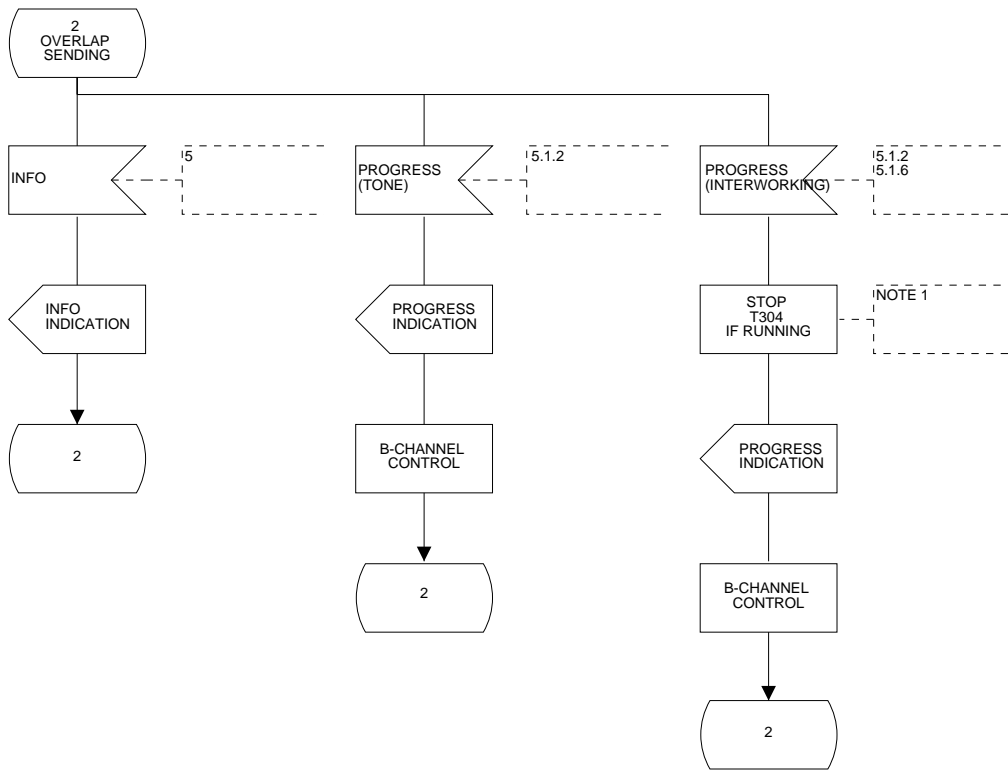 2
OVERLAP
SENDING
INFO
5
PROGRESS
(TONE)
5.1.2
PROGRESS
(INTERWORKING)
5.1.2
5.1.6
INFO
INDICATION
PROGRESS
INDICATION
STOP
T304
IF RUNNING
NOTE 1
2
B-CHANNEL
CONTROL
PROGRESS
INDICATION
2
B-CHANNEL
CONTROL
2